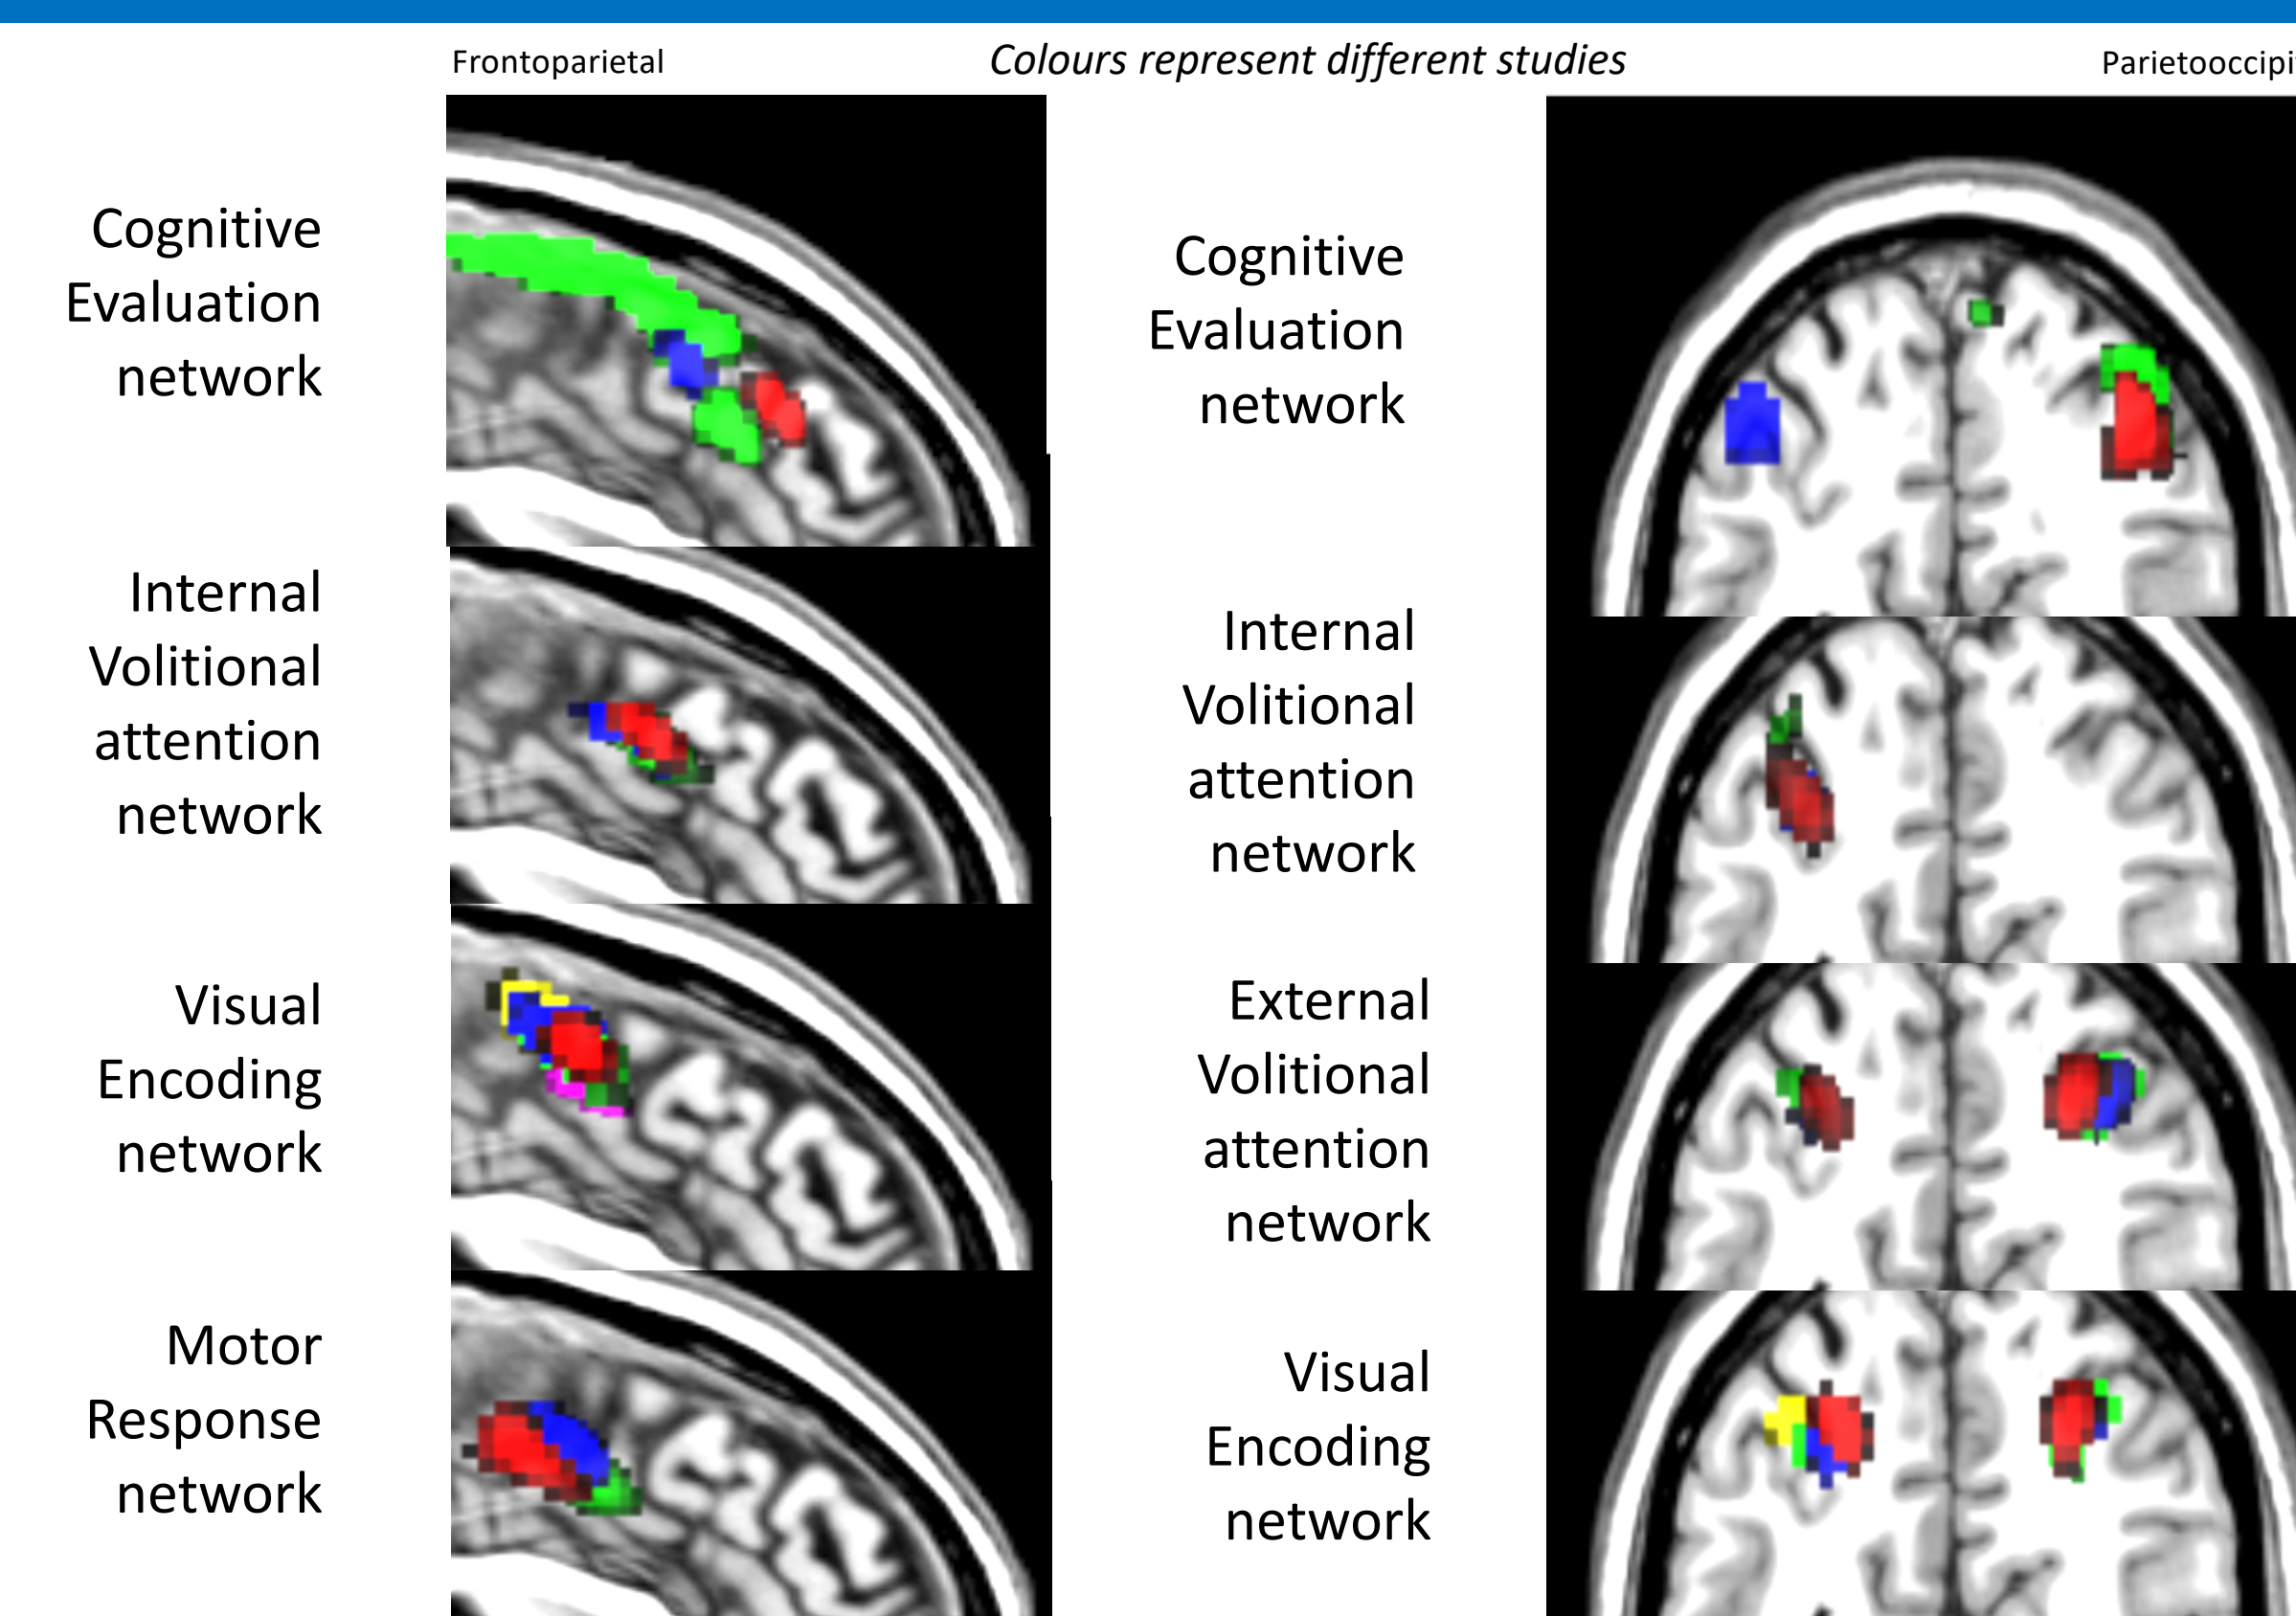 Frontoparietal
Colours represent different studies
Parietooccipi
Cognitive
Evaluation
network
Internal
Volitional
attention
network
Visual
Encoding
network
Motor
Response
network
Cognitive
Evaluation
network
Internal
Volitional
attention
network
External
Volitional
attention
network
Visual
Encoding
network